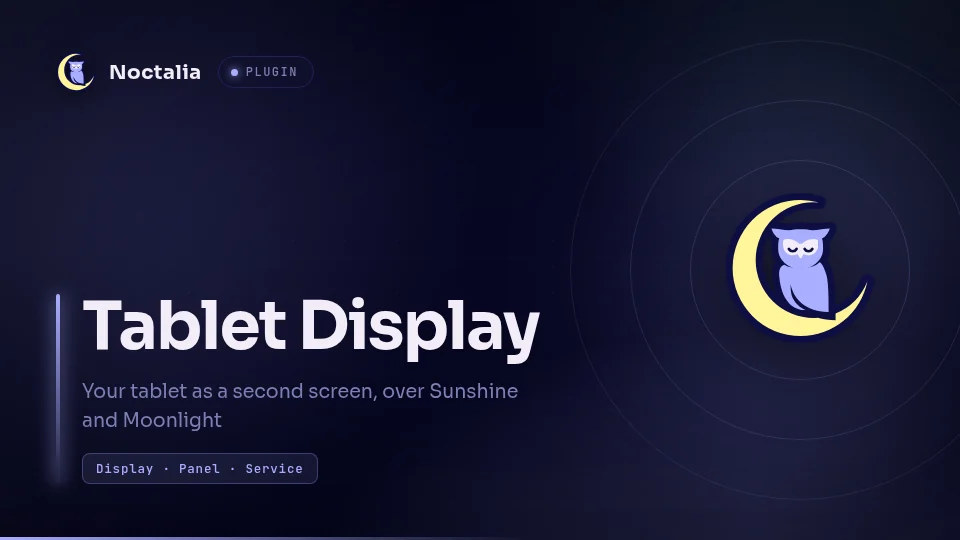 Noctalia
PLUGIN
Tablet Display
Your tablet as a second screen, over Sunshine
and Moonlight
Display · Panel · Service